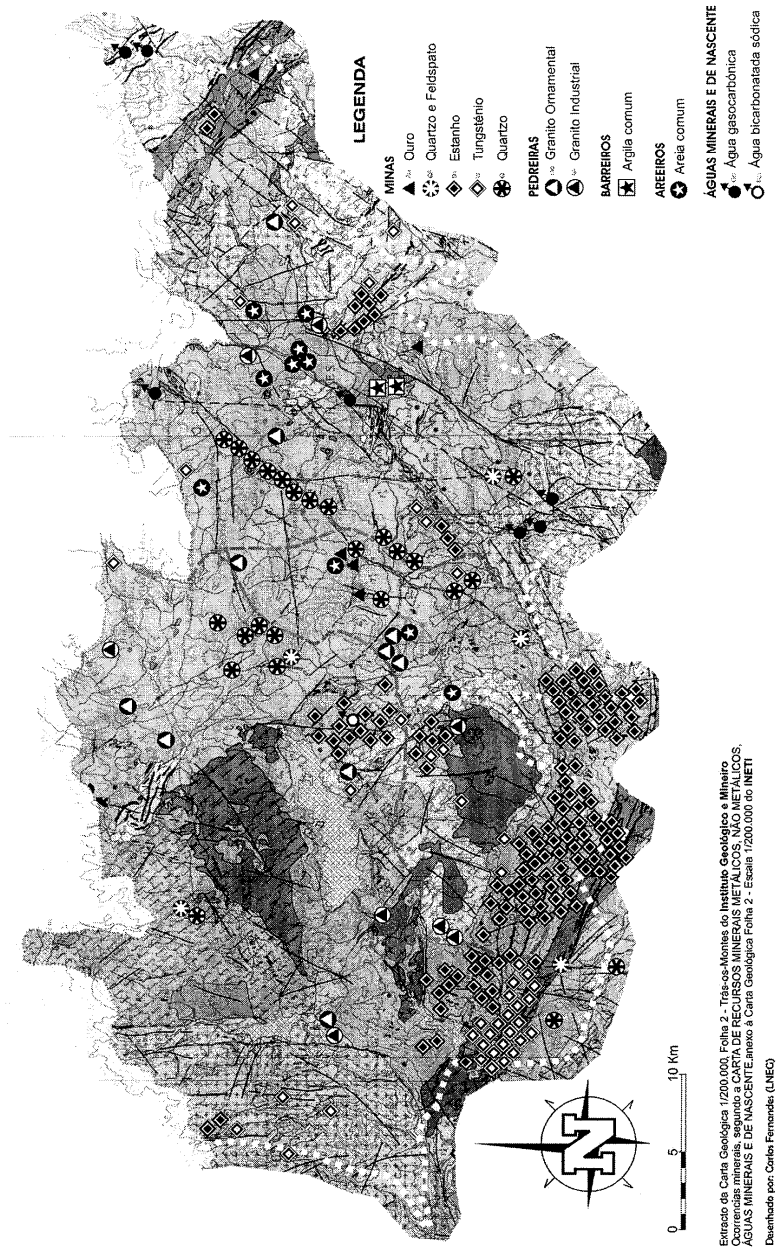 LEGENDA
MINAS
Au Ouro
Quartzo e Feldspato
Sn Estanho
W Tungsténio
Quartzo
PEDREIRAS
Granito Ornamental
Granito Industrial
BARREIROS
Argila comum
AREEIROS
Areia comum
ÁGUAS MINERAIS E DE NASCENTE
Água gasocarbónica
Água bicarbonatada sódica
N
0 5 10 Km
Extracto da Carta Geológica 1/200.000, Folha 2 - Trás-os-Montes do Instituto Geológico e Mineiro
Ocorrencias minerais, segundo a CARTA DE RECURSOS MINERAIS METÁLICOS, NÃO METÁLICOS,
ÁGUAS MINERAIS E DE NASCENTE,anexo à Carta Geológica Folha 2 - Escala 1/200.000 do INETI
Desenhado por: Carlos Fernandes (LNEG)